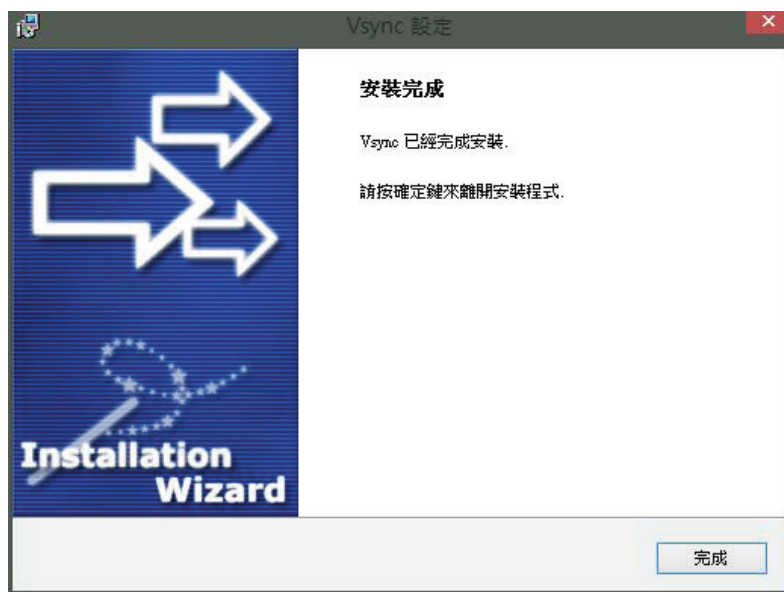 Vsync 設定
安裝完成
Vsync 已經完成安裝.
請按確定鍵來離開安裝程式.
Installation
Wizard
完成